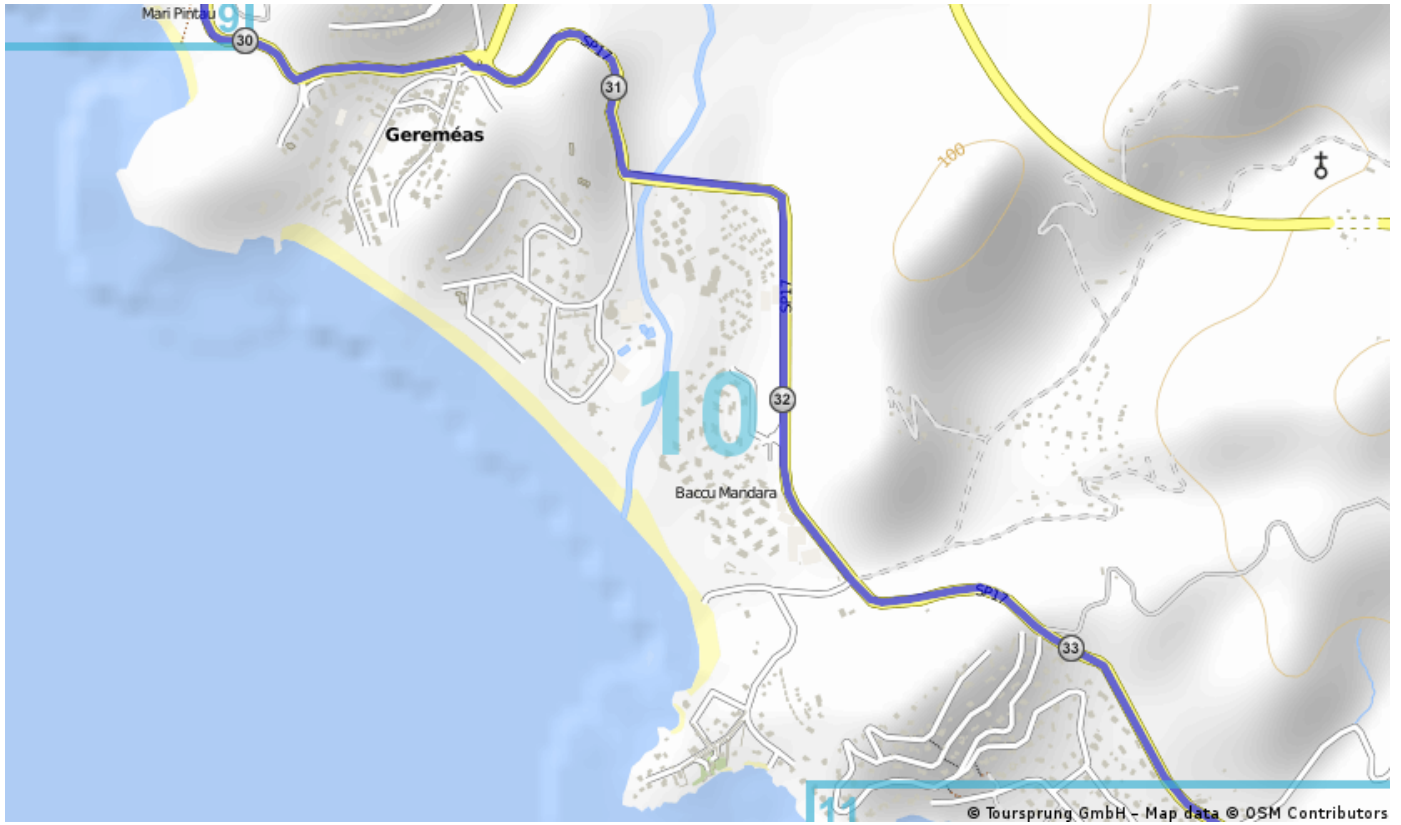 Mari Pintau
9
30
SP17
31
Gereméas
100
SP17
10
32
Baccu Mandara
SP17
33
11
© Toursprung GmbH – Map data © OSM Contributors